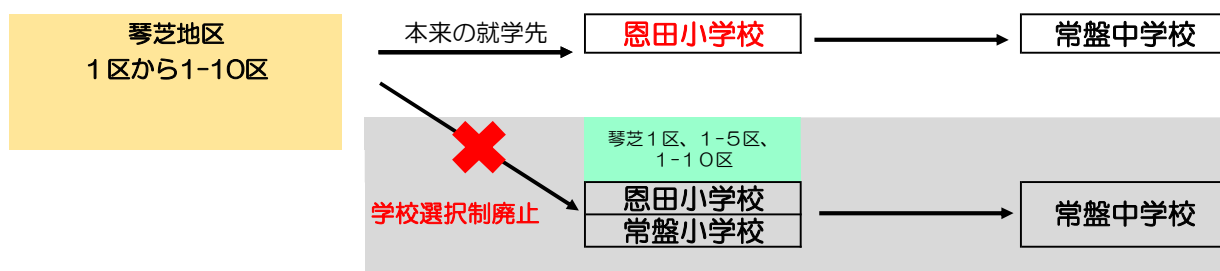 琴芝地区
１区から1-10区
本来の就学先
恩田小学校
常盤中学校
琴芝１区、１-５区、
１-１０区
学校選択制廃止
恩田小学校
常盤小学校
常盤中学校